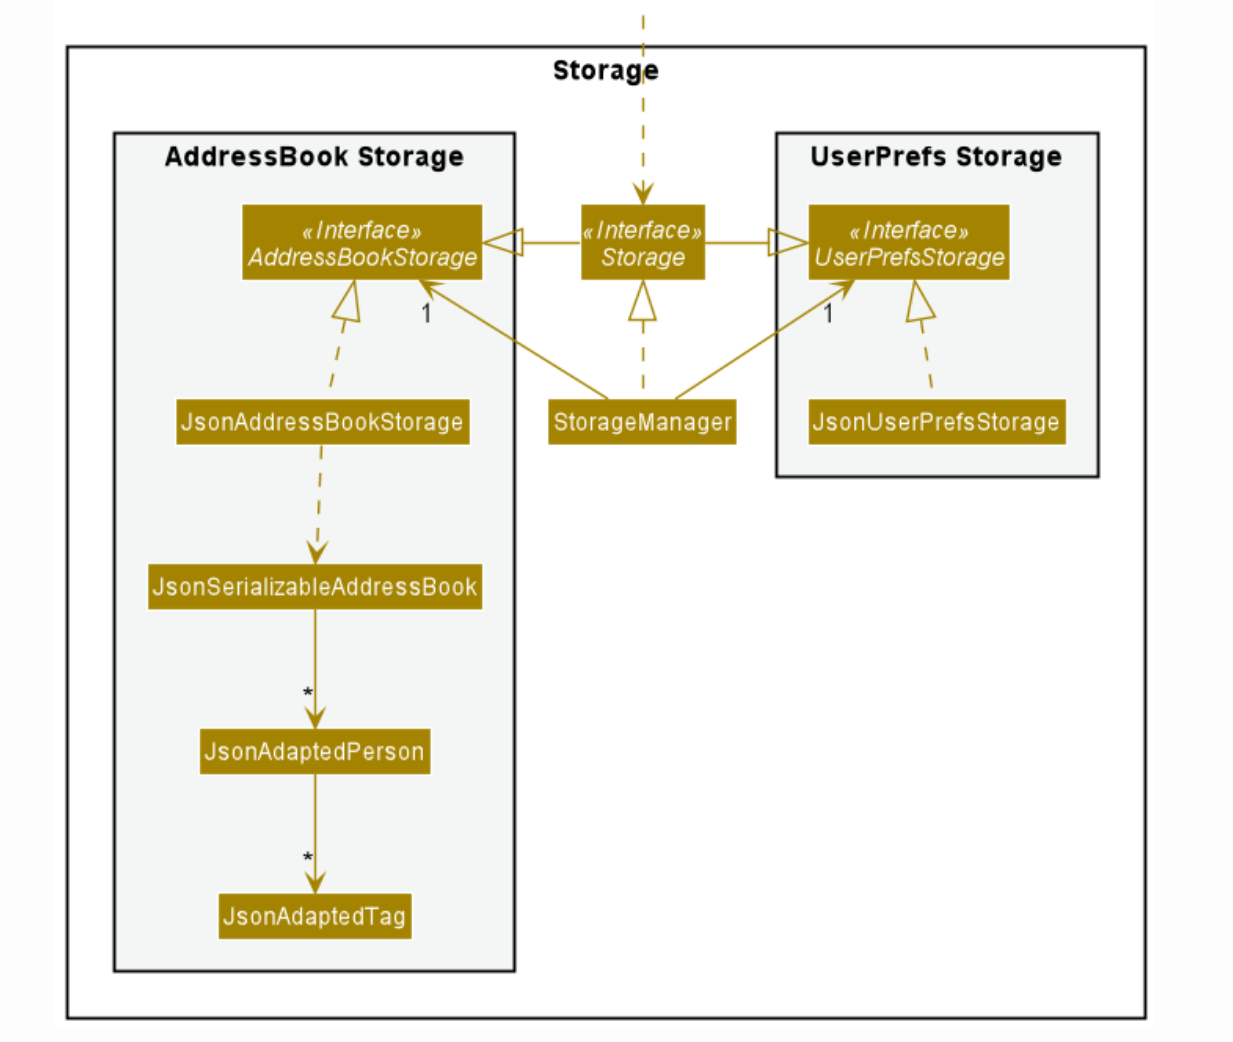 Storage
AddressBook Storage
UserPrefs Storage
«Interface»
AddressBookStorage
«Interface»
Storage
«Interface»
UserPrefsStorage
1
1
JsonAddressBookStorage
StorageManager
JsonUserPrefsStorage
JsonSerializableAddressBook
*
JsonAdaptedPerson
*
JsonAdaptedTag